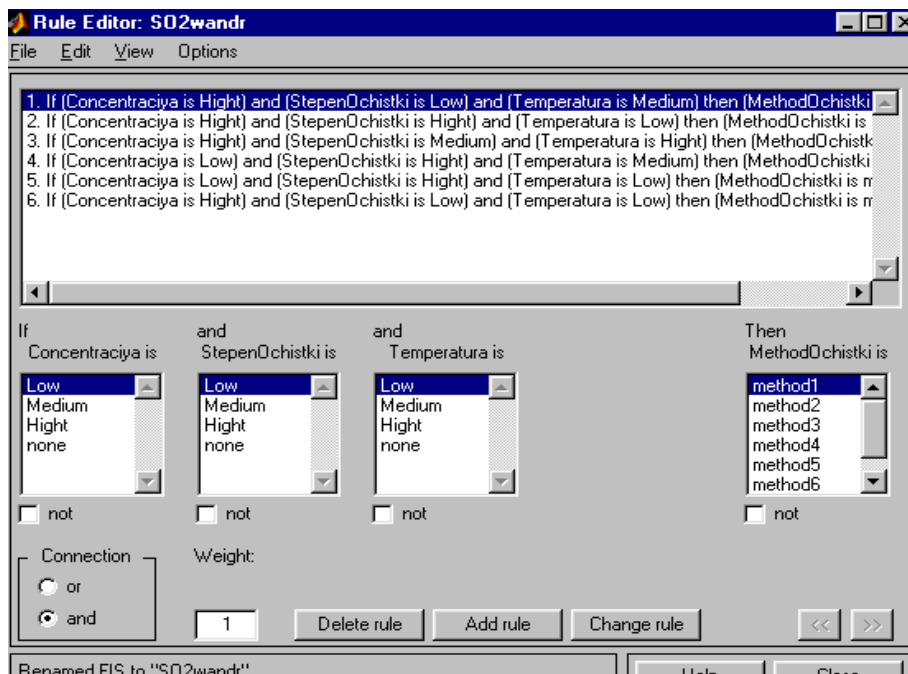 Rule Editor: SO2wandr
File Edit View Options
1. If (Concentraciya is Hight) and (StepenOchistki is Low) and (Temperatura is Medium) then (MethodOchistki
2. If (Concentraciya is Hight) and (StepenOchistki is Hight) and (Temperatura is Low) then (MethodOchistki is
3. If (Concentraciya is Hight) and (StepenOchistki is Medium) and (Temperatura is Hight) then (MethodOchistk
4. If (Concentraciya is Low) and (StepenOchistki is Hight) and (Temperatura is Medium) then (MethodOchistki
5. If (Concentraciya is Low) and (StepenOchistki is Hight) and (Temperatura is Low) then (MethodOchistki is m
6. If (Concentraciya is Hight) and (StepenOchistki is Low) and (Temperatura is Low) then (MethodOchistki is m
If and and Then
Concentraciya is StepenOchistki is Temperatura is MethodOchistki is
Low Low Low method1
Medium Medium Medium method2
Hight Hight Hight method3
none none none method4
method5
method6
not not not not
Connection Weight:
or
and 1 Delete rule Add rule Change rule << >>
Renamed FIS to "SO2wandr" Help Close